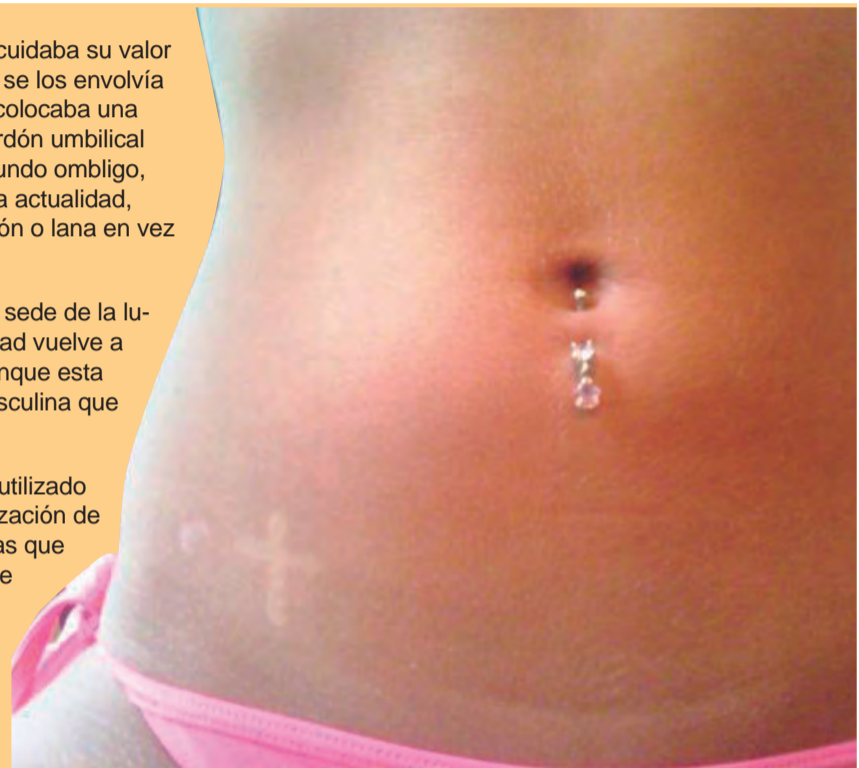 cuidaba su valor
se los envolvía
colocaba una
rdón umbilical
undo ombligo,
a actualidad,
ón o lana en vez
sede de la lu-
ad vuelve a
nque esta
sculina que
utilizado
zación de
as que
e